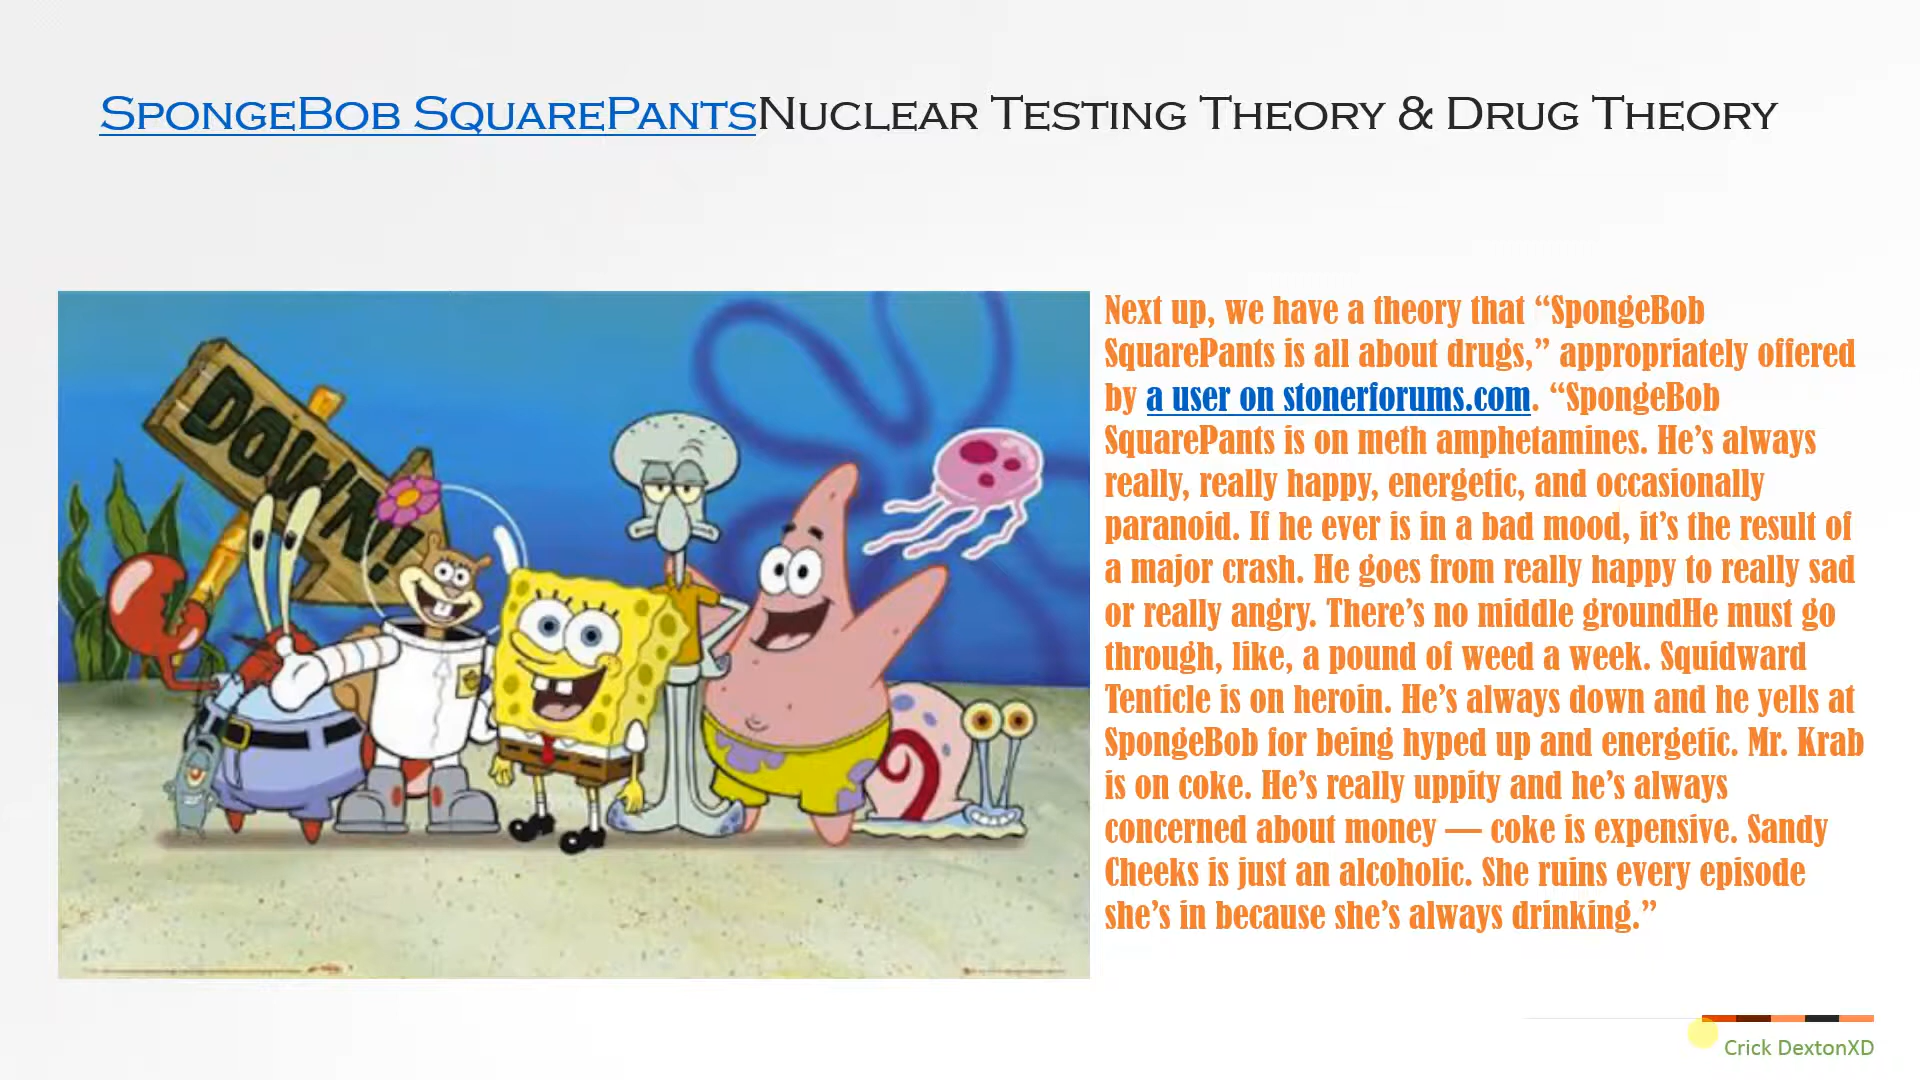 SpongeBob SquarePantsNuclear Testing Theory & Drug Theory
DOWN!
Next up, we have a theory that “SpongeBob
SquarePants is all about drugs,” appropriately offered
by a user on stonerforums.com. “SpongeBob
SquarePants is on meth amphetamines. He’s always
really, really happy, energetic, and occasionally
paranoid. If he ever is in a bad mood, it’s the result of
a major crash. He goes from really happy to really sad
or really angry. There’s no middle groundHe must go
through, like, a pound of weed a week. Squidward
Tenticle is on heroin. He’s always down and he yells at
SpongeBob for being hyped up and energetic. Mr. Krab
is on coke. He’s really uppity and he’s always
concerned about money — coke is expensive. Sandy
Cheeks is just an alcoholic. She ruins every episode
she’s in because she’s always drinking.”
Crick DextonXD